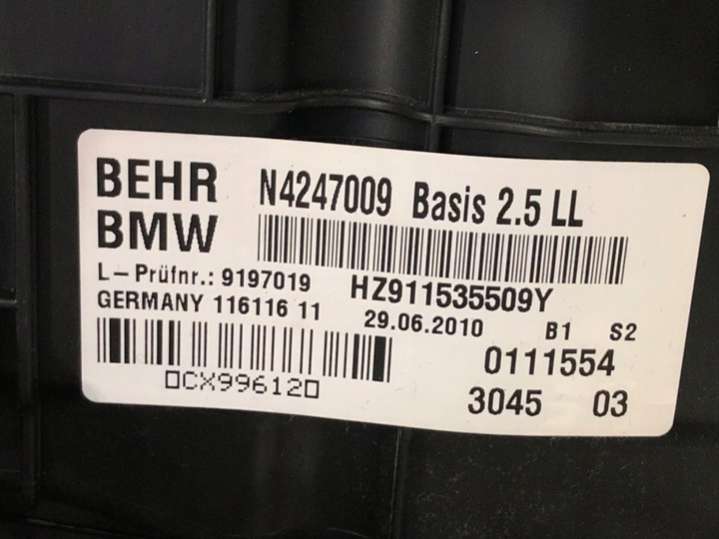 BEHR N4247009 Basis 2.5 LL
BMW
L-Prüfnr.: 9197019 HZ911535509Y
GERMANY 116116 11 29.06.2010 B1 S2
0111554
0CX996120
3045 03